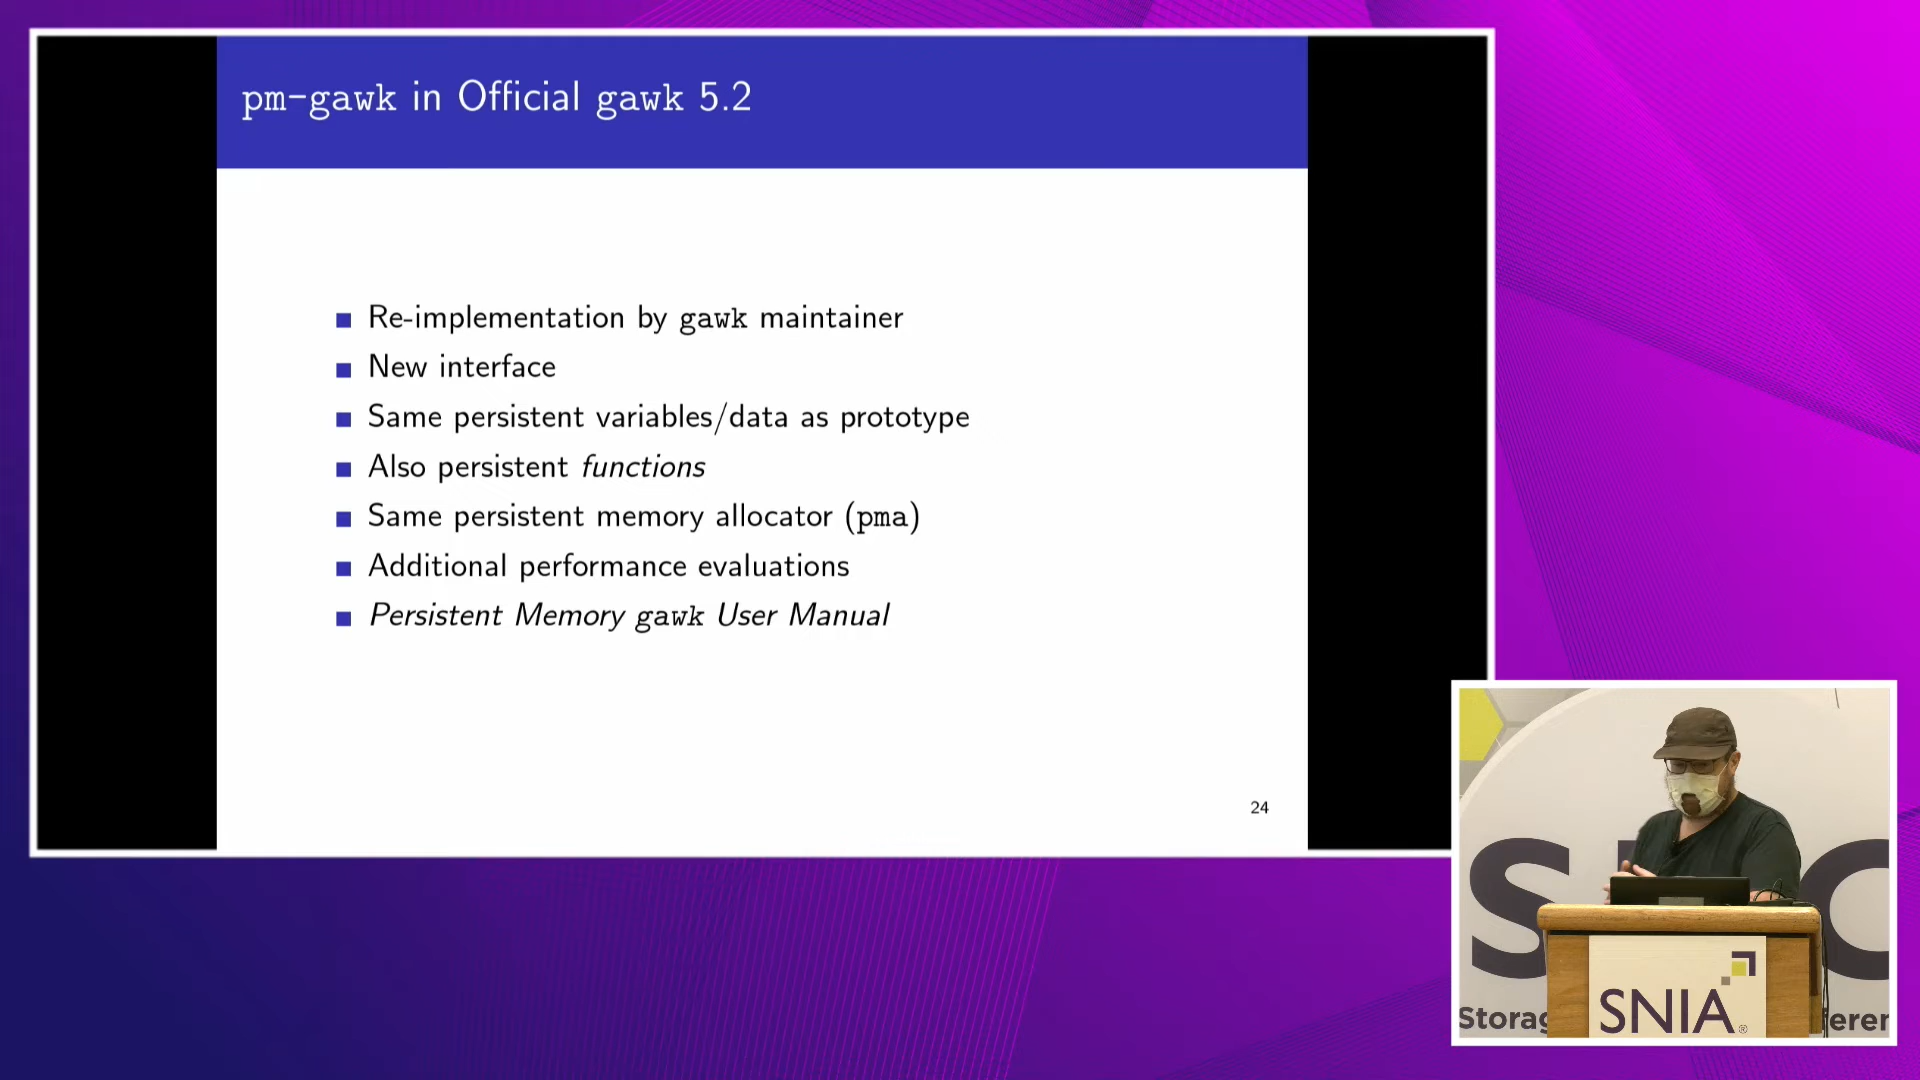 pm-gawk in Official gawk 5.2
Re-implementation by gawk maintainer
New interface
Same persistent variables/data as prototype
Also persistent functions
Same persistent memory allocator (pma)
Additional performance evaluations
Persistent Memory gawk User Manual
24
SNIA